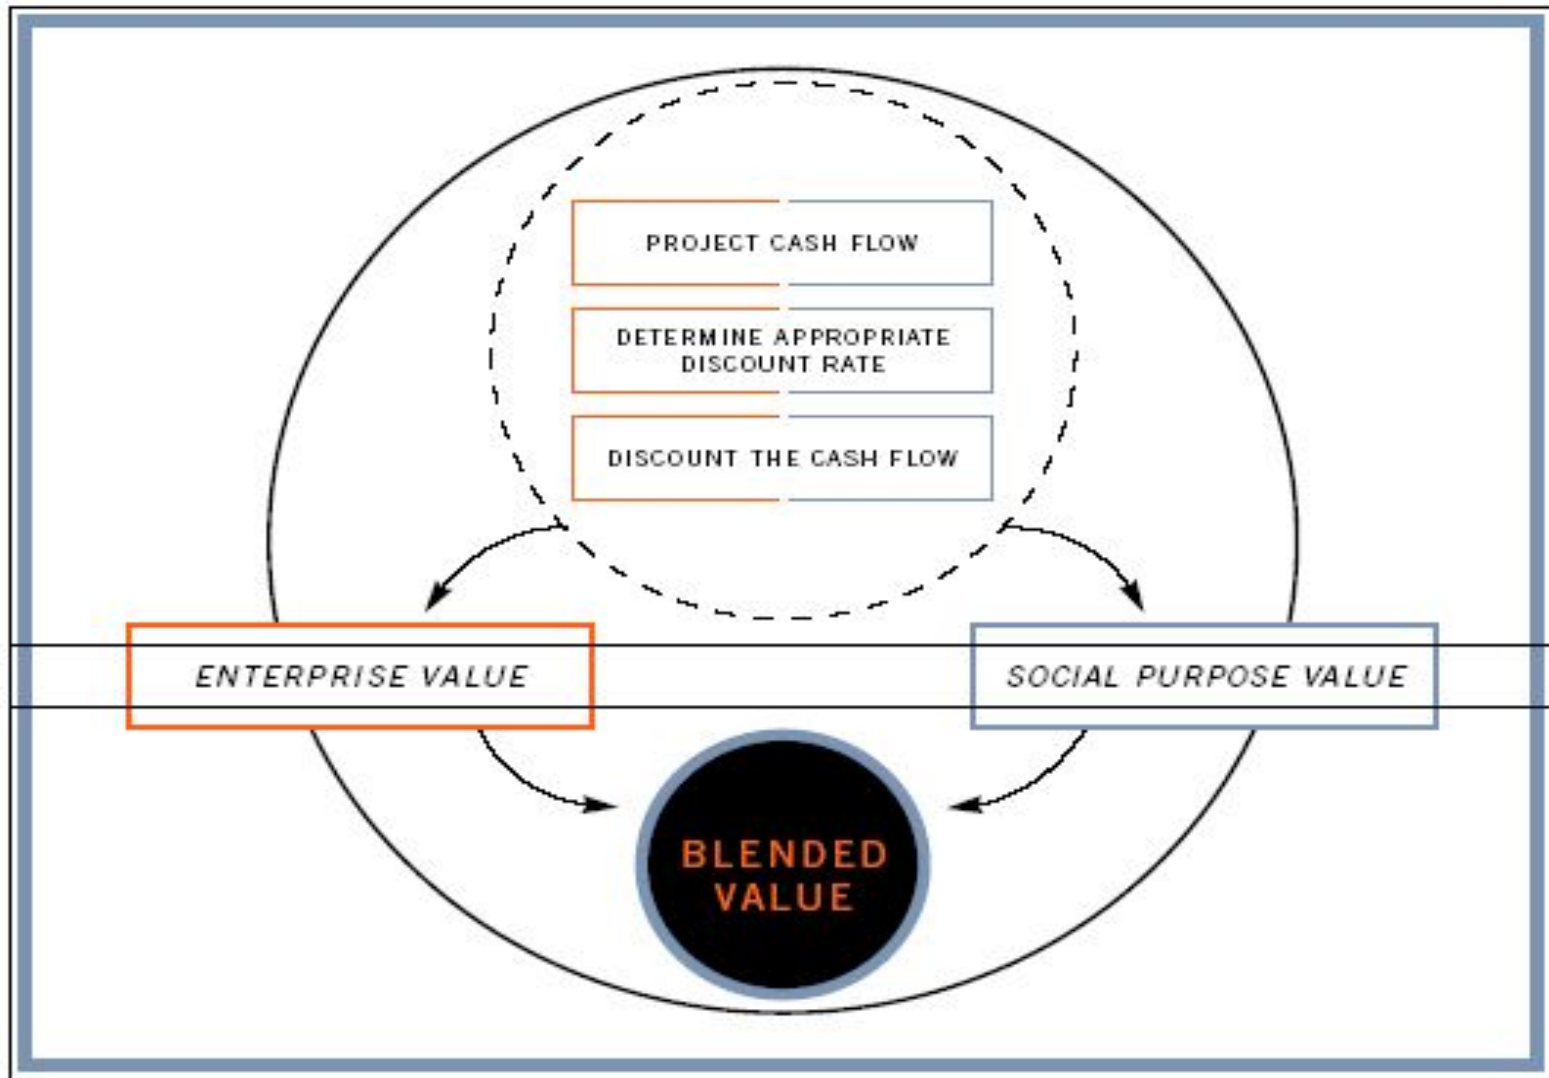 PROJECT CASH FLOW
DETERMINE APPROPRIATE
DISCOUNT RATE
DISCOUNT THE CASH FLOW
ENTERPRISE VALUE
SOCIAL PURPOSE VALUE
BLENDED
VALUE